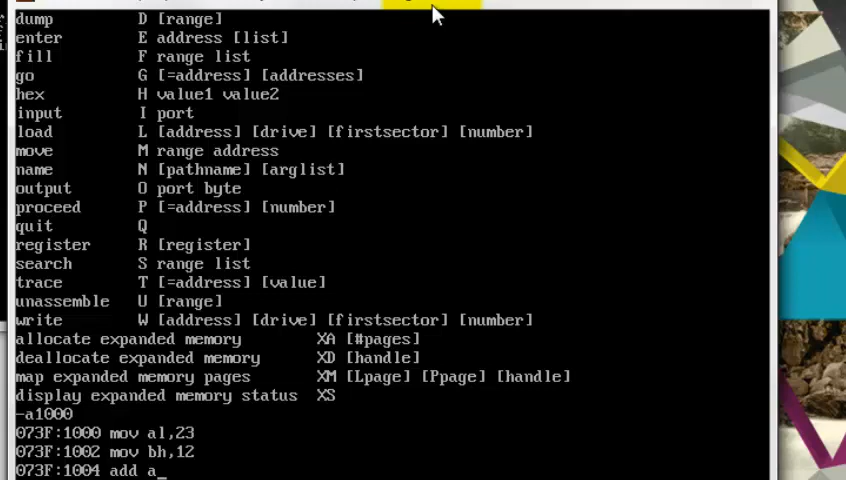 dump       D [range]
enter      E address [list]
fill       F range list
go         G [=address] [addresses]
hex        H value1 value2
input      I port
load       L [address] [drive] [firstsector] [number]
move       M range address
name       N [pathname] [arglist]
output     O port byte
proceed    P [=address] [number]
quit       Q
register   R [register]
search     S range list
trace      T [=address] [value]
unassemble U [range]
write      W [address] [drive] [firstsector] [number]
allocate expanded memory        XA [#pages]
deallocate expanded memory      XD [handle]
map expanded memory pages       XM [Lpage] [Ppage] [handle]
display expanded memory status  XS
-a1000
073F:1000 mov al,23
073F:1002 mov bh,12
073F:1004 add a_